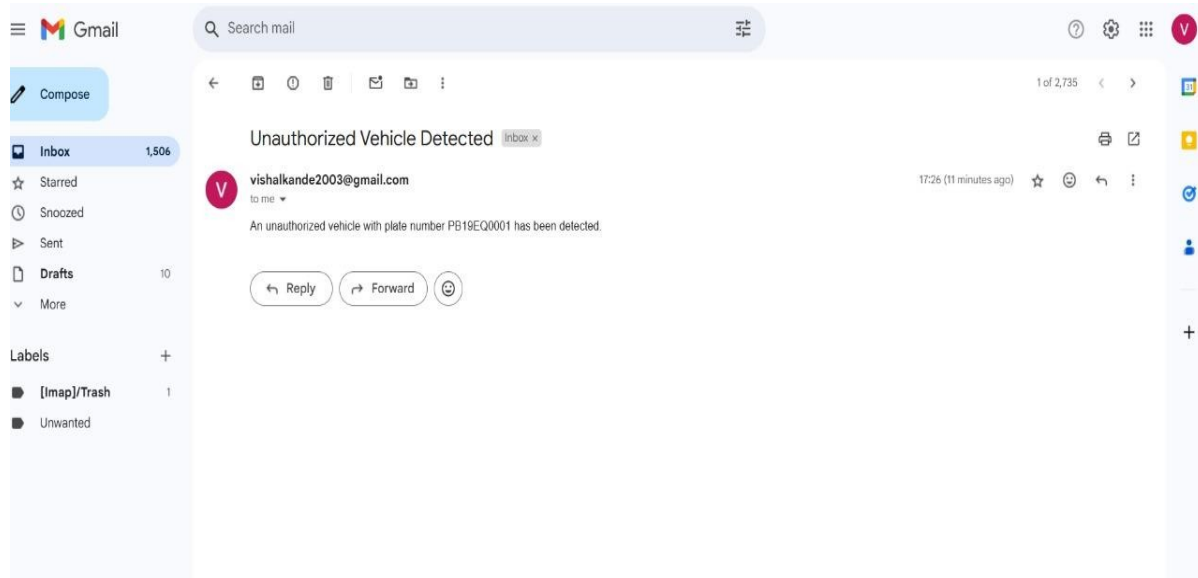 Gmail
Search mail
V
Compose
1 of 2,735
31
Unauthorized Vehicle Detected Inbox x
Inbox 1,506
V
vishalkande2003@gmail.com 17:26 (11 minutes ago)
Starred
to me
Snoozed
An unauthorized vehicle with plate number PB19EQ0001 has been detected.
Sent
Drafts 10
Reply Forward
More
Labels +
[Imap]/Trash 1
Unwanted